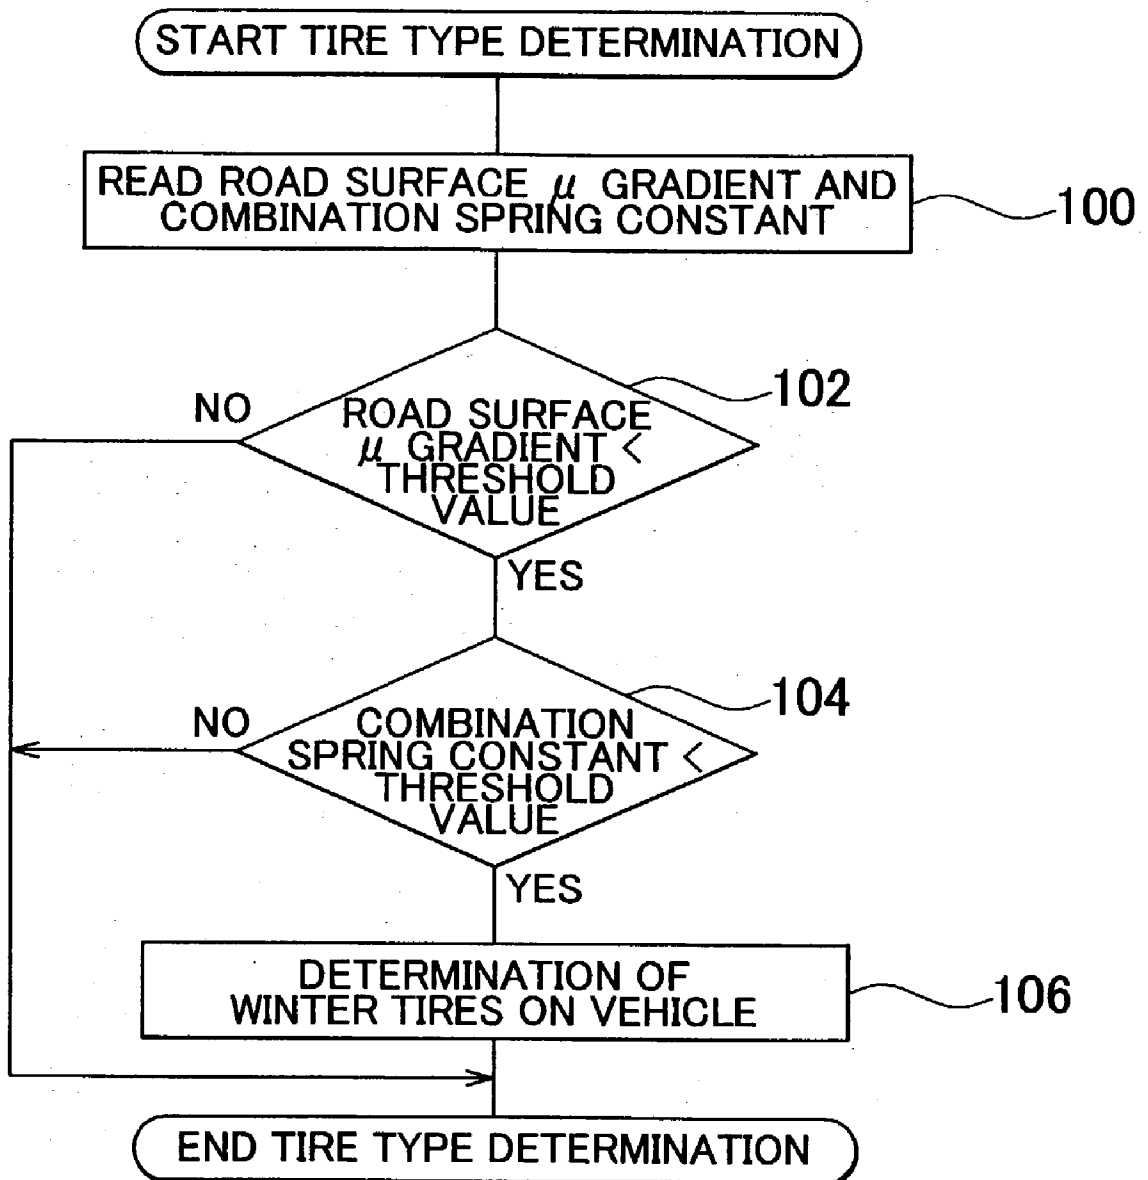 START TIRE TYPE DETERMINATION
READ ROAD SURFACE μ GRADIENT AND
COMBINATION SPRING CONSTANT
100
102
NO
ROAD SURFACE
μ GRADIENT <
THRESHOLD
VALUE
YES
104
NO
COMBINATION
SPRING CONSTANT <
THRESHOLD
VALUE
YES
DETERMINATION OF
WINTER TIRES ON VEHICLE
106
END TIRE TYPE DETERMINATION